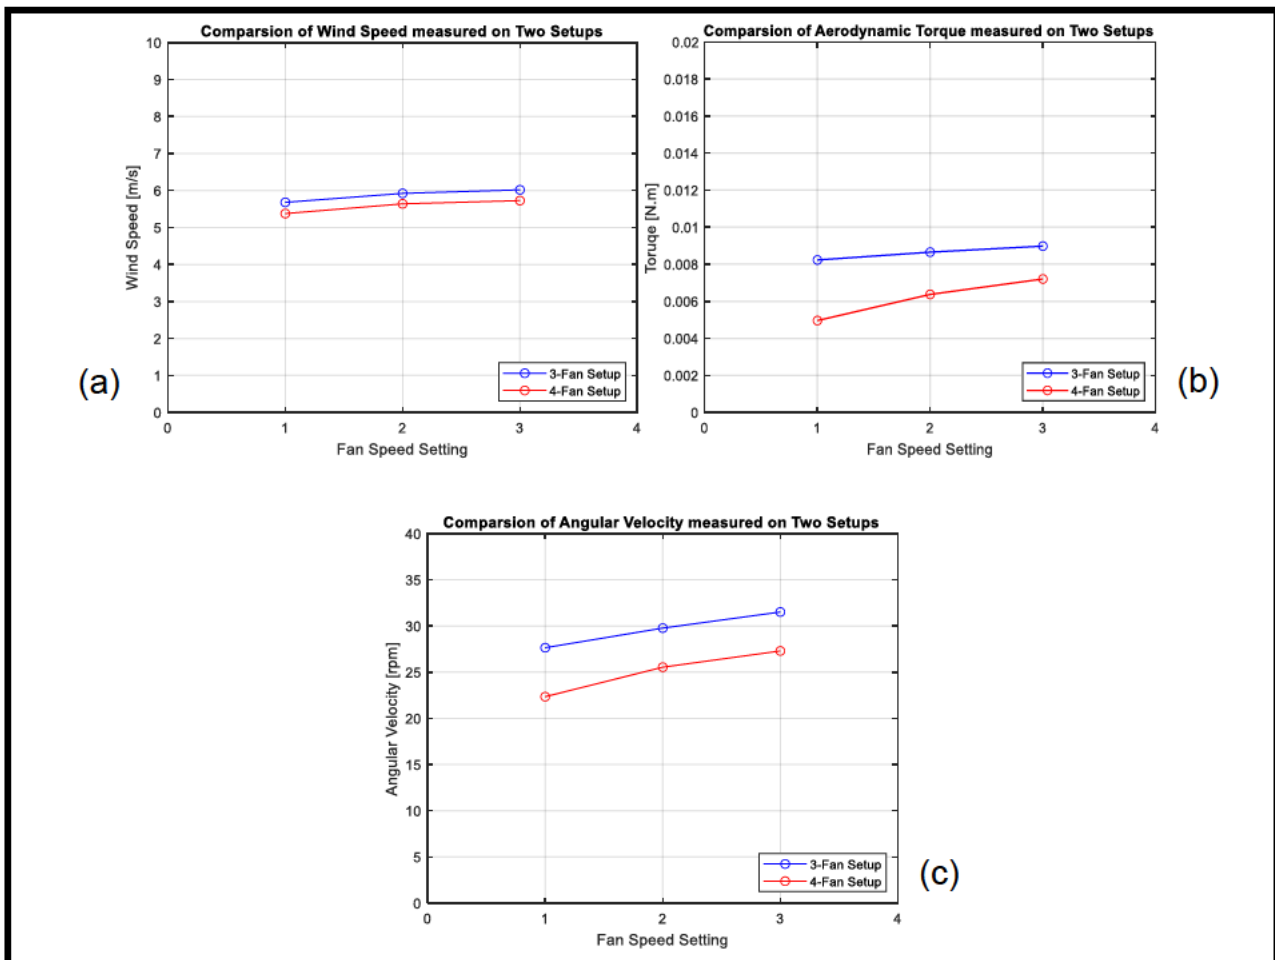 Comparsion of Wind Speed measured on Two Setups
10
9
8
7
6
5
4
3
2
1
0
Wind Speed [m/s]
0 1 2 3 4
Fan Speed Setting
3-Fan Setup
4-Fan Setup
(a)
Comparsion of Aerodynamic Torque measured on Two Setups
0.02
0.018
0.016
0.014
0.012
0.01
0.008
0.006
0.004
0.002
0
Toruqe [N.m]
0 1 2 3 4
Fan Speed Setting
3-Fan Setup
4-Fan Setup
(b)
Comparsion of Angular Velocity measured on Two Setups
40
35
30
25
20
15
10
5
0
Angular Velocity [rpm]
0 1 2 3 4
Fan Speed Setting
3-Fan Setup
4-Fan Setup
(c)